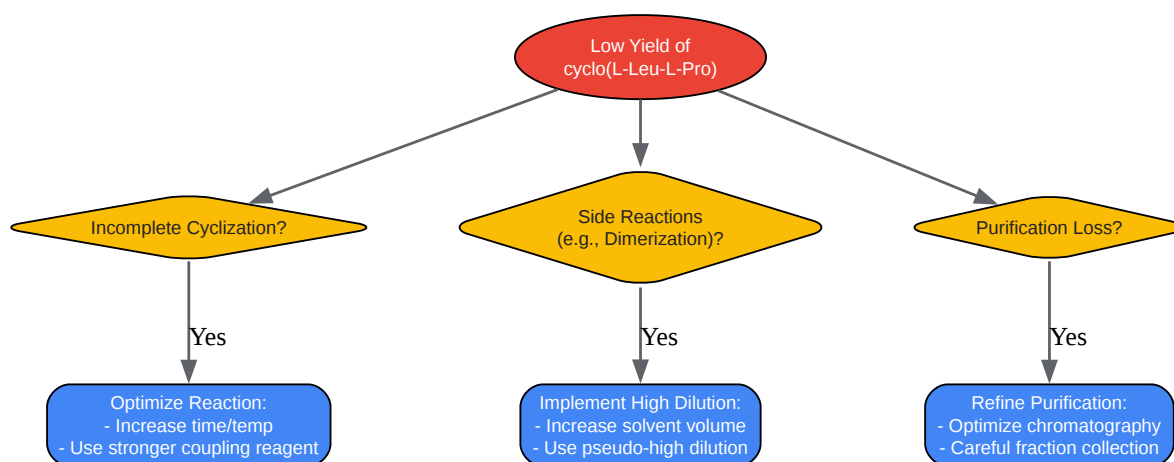 Low Yield of
cyclo(L-Leu-L-Pro)
Incomplete Cyclization?
Side Reactions
(e.g., Dimerization)?
Purification Loss?
Yes
Yes
Yes
Optimize Reaction:
- Increase time/temp
- Use stronger coupling reagent
Implement High Dilution:
- Increase solvent volume
- Use pseudo-high dilution
Refine Purification:
- Optimize chromatography
- Careful fraction collection